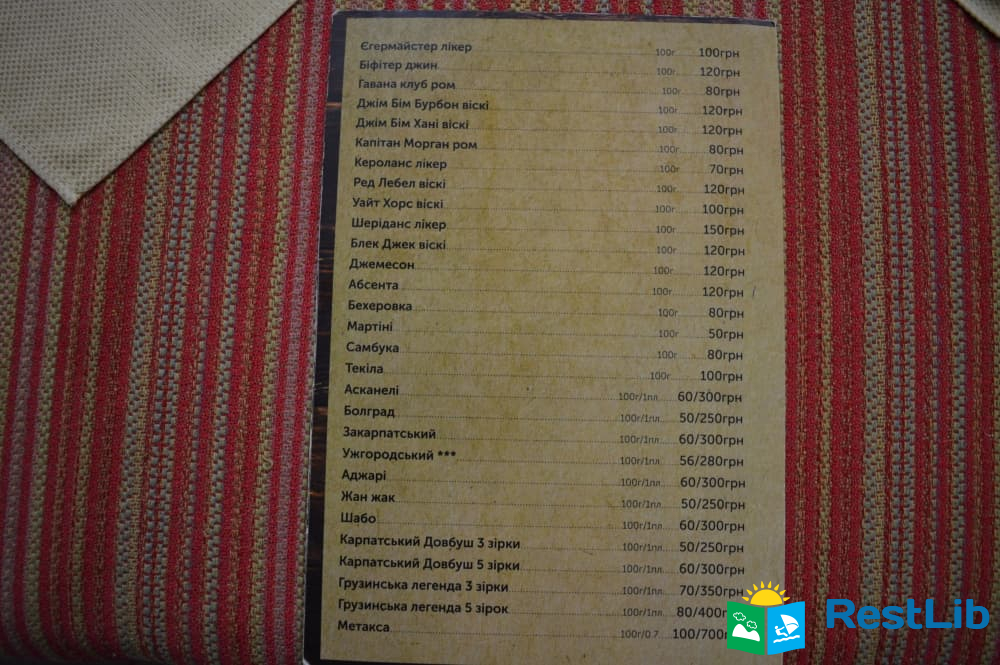 Єгермайстер лікер 100г 100грн
Біфітер джин 100г 120грн
Гавана клуб ром 100г 80грн
Джім Бім Бурбон віскі 100г 120грн
Джім Бім Хані віскі 100г 120грн
Капітан Морган ром 100г 80грн
Кероланс лікер 100г 70грн
Ред Лебел віскі 100г 120грн
Уайт Хорс віскі 100г 100грн
Шеріданс лікер 100г 150грн
Блек Джек віскі 100г 120грн
Джемесон 100г 120грн
Абсента 100г 120грн
Бехеровка 100г 80грн
Мартіні 100г 50грн
Самбука 100г 80грн
Текіла 100г 100грн
Асканелі 100г/1пл 60/300грн
Болград 100г/1пл 50/250грн
Закарпатський 100г/1пл 60/300грн
Ужгородський *** 100г/1пл 56/280грн
Аджарі 100г/1пл 60/300грн
Жан жак 100г/1пл 50/250грн
Шабо 100г/1пл 60/300грн
Карпатський Довбуш 3 зірки 100г/1пл 50/250грн
Карпатський Довбуш 5 зірки 100г/1пл 60/300грн
Грузинська легенда 3 зірки 100г/1пл 70/350грн
Грузинська легенда 5 зірок 100г/1пл 80/400г
Метакса 100г/0.7 100/700г
RestLib